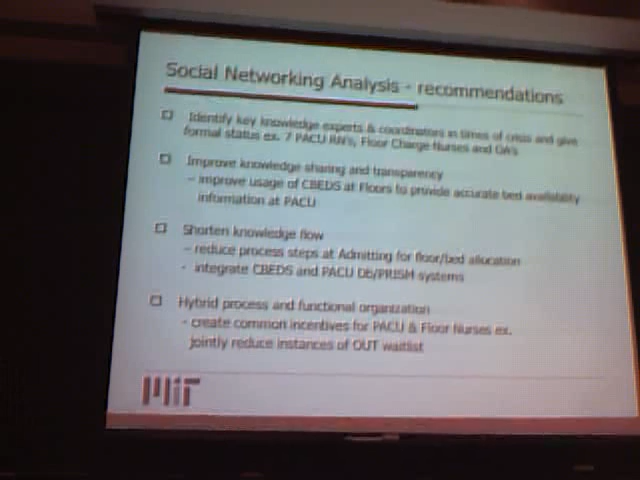 Social Networking Analysis - recommendations
Identify key knowledge experts & coordinators in times of crisis and give
formal status ex. 7 PACU RN's, Floor Charge Nurses and OA's
Improve knowledge sharing and transparency
- improve usage of CBEDS at Floors to provide accurate bed availability
information at PACU
Shorten knowledge flow
- reduce process steps at Admitting for floor/bed allocation
- integrate CBEDS and PACU Db/PRISM systems
Hybrid process and functional organization
- create common incentives for PACU & Floor Nurses ex.
jointly reduce instances of OUT waitlist
MIT